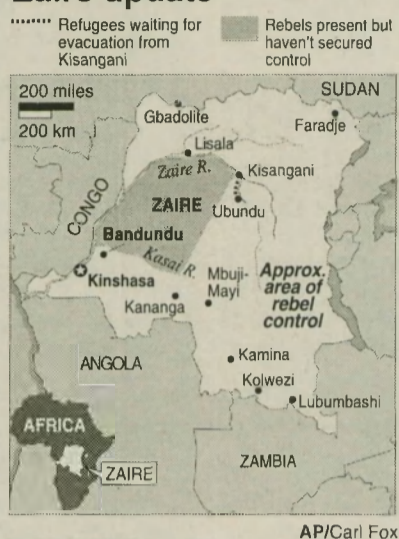 Refugees waiting for
evacuation from
Kisangani
Rebels present but
haven't secured
control
200 miles
200 km
SUDAN
Gbadolite
Faradje
Lisala
Zaire R.
Kisangani
CONGO
ZAIRE
Ubundu
Bandundu
Kasai R.
Kinshasa
Mbuji-
Mayi
Approx.
area of
rebel
control
Kananga
ANGOLA
Kamina
Kolwezi
Lubumbashi
AFRICA
ZAIRE
ZAMBIA
AP/Carl Fox